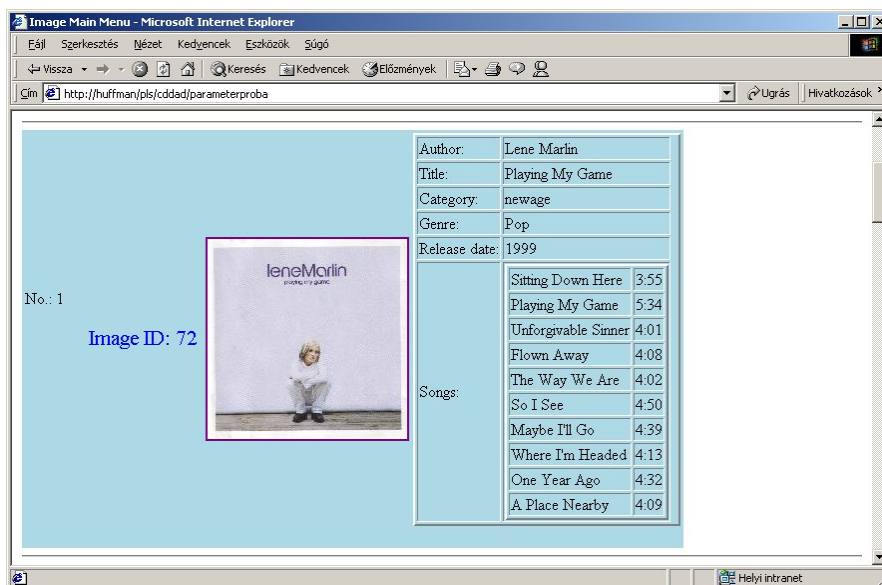 Image Main Menu - Microsoft Internet Explorer
Fájl Szerkesztés Nézet Kedvencek Eszközök Súgó
Vissza Keresés Kedvencek Előzmények
Cím http://huffman/pls/cddad/parameterproba Ugrás Hivatkozások
No.: 1
Image ID: 72
leneMarlin
playing my game
Author: Lene Marlin
Title: Playing My Game
Category: newage
Genre: Pop
Release date: 1999
Songs:
Sitting Down Here 3:55
Playing My Game 5:34
Unforgivable Sinner 4:01
Flown Away 4:08
The Way We Are 4:02
So I See 4:50
Maybe I'll Go 4:39
Where I'm Headed 4:13
One Year Ago 4:32
A Place Nearby 4:09
Helyi intranet